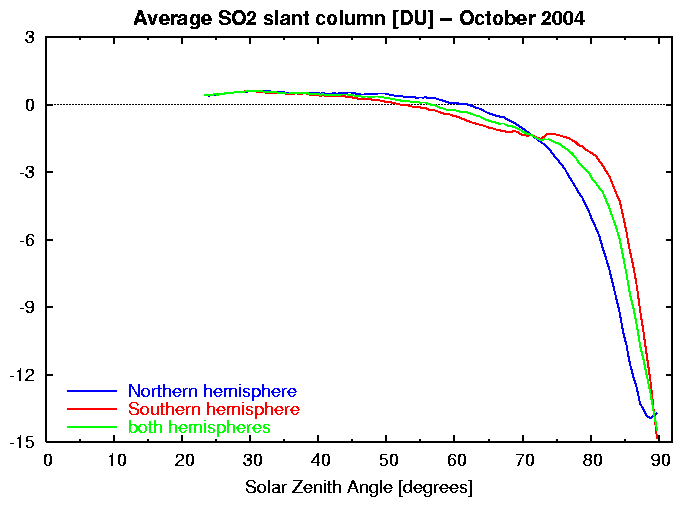 Average SO2 slant column [DU] – October 2004
3
0
-3
-6
-9
-12
-15
Northern hemisphere
Southern hemisphere
both hemispheres
0 10 20 30 40 50 60 70 80 90
Solar Zenith Angle [degrees]